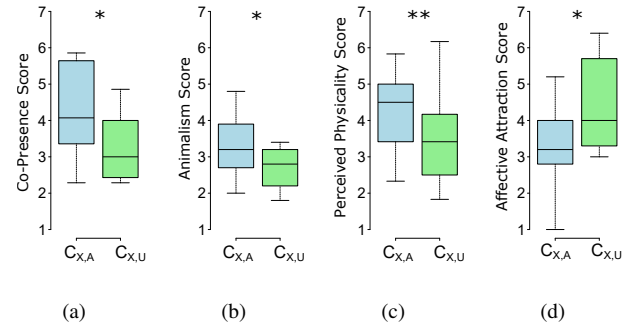 * * ** *
7 7 7 7
6 6 6 6
5 5 5 5
4 4 4 4
3 3 3 3
2 2 2 2
1 1 1 1
Co-Presence Score
Animalism Score
Perceived Physicality Score
Affective Attraction Score
C_X,A C_X,U C_X,A C_X,U C_X,A C_X,U C_X,A C_X,U
(a) (b) (c) (d)